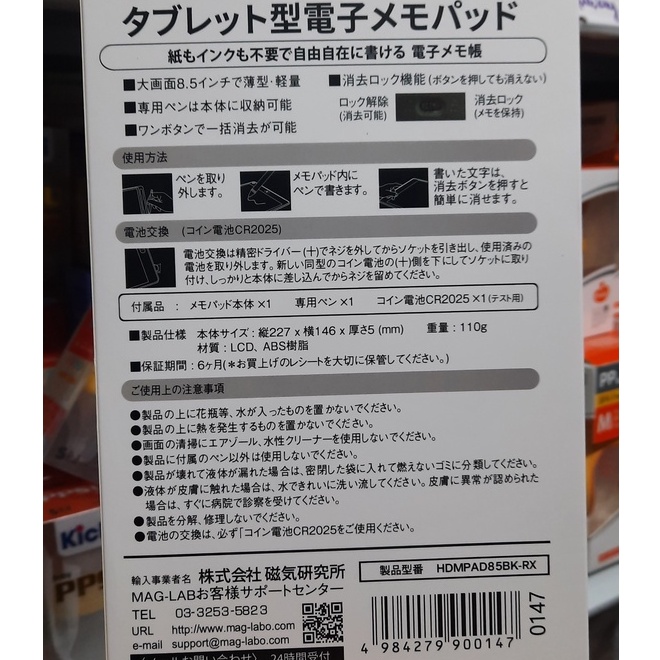 タブレット型電子メモパッド
紙もインクも不要で自由自在に書ける 電子メモ帳
■大画面8.5インチで薄型・軽量
■専用ペンは本体に収納可能
■ワンボタンで一括消去が可能
■消去ロック機能(ボタンを押しても消えない)
ロック解除
(消去可能)
消去ロック
(メモを保持)
使用方法
ペンを取り
外します。
メモパッド内に
ペンで書きます。
書いた文字は、
消去ボタンを押すと
簡単に消せます。
電池交換 (コイン電池CR2025)
電池交換は精密ドライバー(+)でネジを外してからソケットを引き出し、使用済みの
電池を取り外します。新しい同型のコイン電池の(+)側を下にしてソケットに取り
付け、しっかりと本体に差し込んでからネジを留めてください。
付属品: メモパッド本体×1 専用ペン×1 コイン電池CR2025×1(テスト用)
■製品仕様 本体サイズ:縦227 x 横146 x 厚さ5 (mm) 重量:110g
材質:LCD、ABS樹脂
■保証期間:6ヶ月(*お買上げのレシートを大切に保管してください。)
ご使用上の注意事項
●製品の上に花瓶等、水が入ったものを置かないでください。
●製品の上に熱を発生するものを置かないでください。
●画面の清掃にエアゾール、水性クリーナーを使用しないでください。
●製品に付属のペン以外は使用しないでください。
●製品が壊れて液体が漏れた場合は、密閉した袋に入れて燃えないゴミに分類してください。
●液体が皮膚に触れた場合は、水できれいに洗い流してください。皮膚に異常が認められた
場合は、すぐに病院で診察を受けてください。
●製品を分解、修理しないでください。
●電池の交換は、必ず「コイン電池CR2025をご使用ください。
輸入事業者名 株式会社 磁気研究所
MAG-LABお客様サポートセンター
TEL 03-3253-5823
URL http://www.mag-labo.com
e-mail support@mag-labo.com
24時間受付
製品型番 HDMPAD85BK-RX
4 984279 900147
0147
Kick
PPS
PP
M